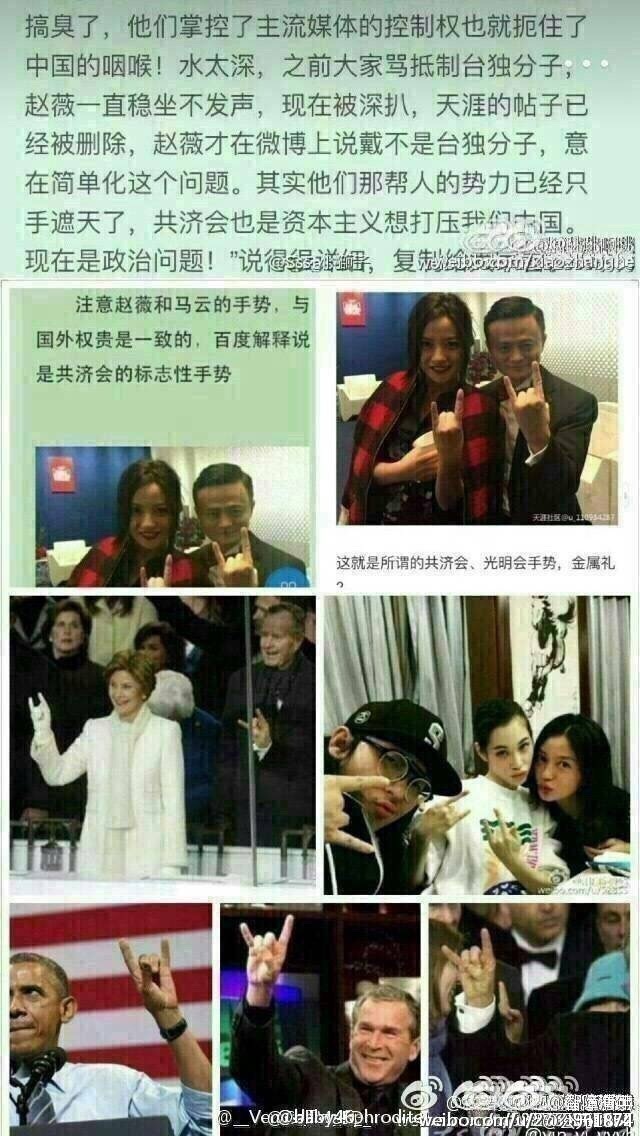 搞臭了，他们掌控了主流媒体的控制权也就扼住了
中国的咽喉！水太深，之前大家骂抵制台独分子，
赵薇一直稳坐不发声，现在被深扒，天涯的帖子已
经被删除，赵薇才在微博上说戴不是台独分子，意
在简单化这个问题。其实他们那帮人的势力已经只
手遮天了，共济会也是资本主义想打压我们中国。
现在是政治问题！”说得
复制
注意赵薇和马云的手势，与
国外权贵是一致的，百度解释说
是共济会的标志性手势
天涯社区@u_110984287
这就是所谓的共济会、光明会手势，金属礼